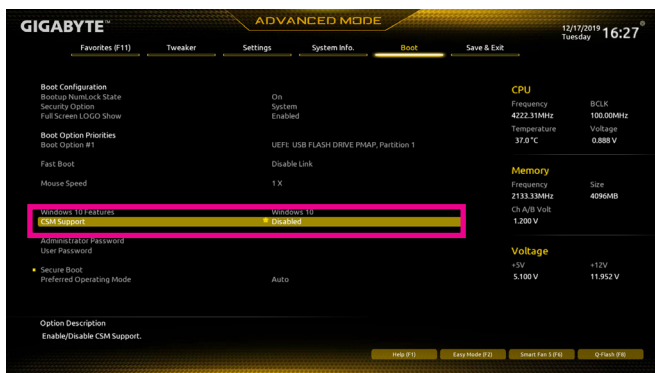 GIGABYTE™
ADVANCED MODE
12/17/2019
Tuesday
16:27
Favorites (F11) Tweaker Settings System Info. Boot Save & Exit
Boot Configuration
Bootup NumLock State On
Security Option System
Full Screen LOGO Show Enabled
Boot Option Priorities
Boot Option #1 UEFI: USB FLASH DRIVE PMAP, Partition 1
Fast Boot Disable Link
Mouse Speed 1 X
Windows 10 Features Windows 10
CSM Support Disabled
Administrator Password
User Password
Secure Boot
Preferred Operating Mode Auto
Option Description
Enable/Disable CSM Support.
CPU
Frequency BCLK
4222.31MHz 100.00MHz
Temperature Voltage
37.0 °C 0.888 V
Memory
Frequency Size
2133.33MHz 4096MB
Ch A/B Volt
1.200 V
Voltage
+5V +12V
5.100 V 11.952 V
Help (F1) Easy Mode (F2) Smart Fan 5 (F6) Q-Flash (F8)